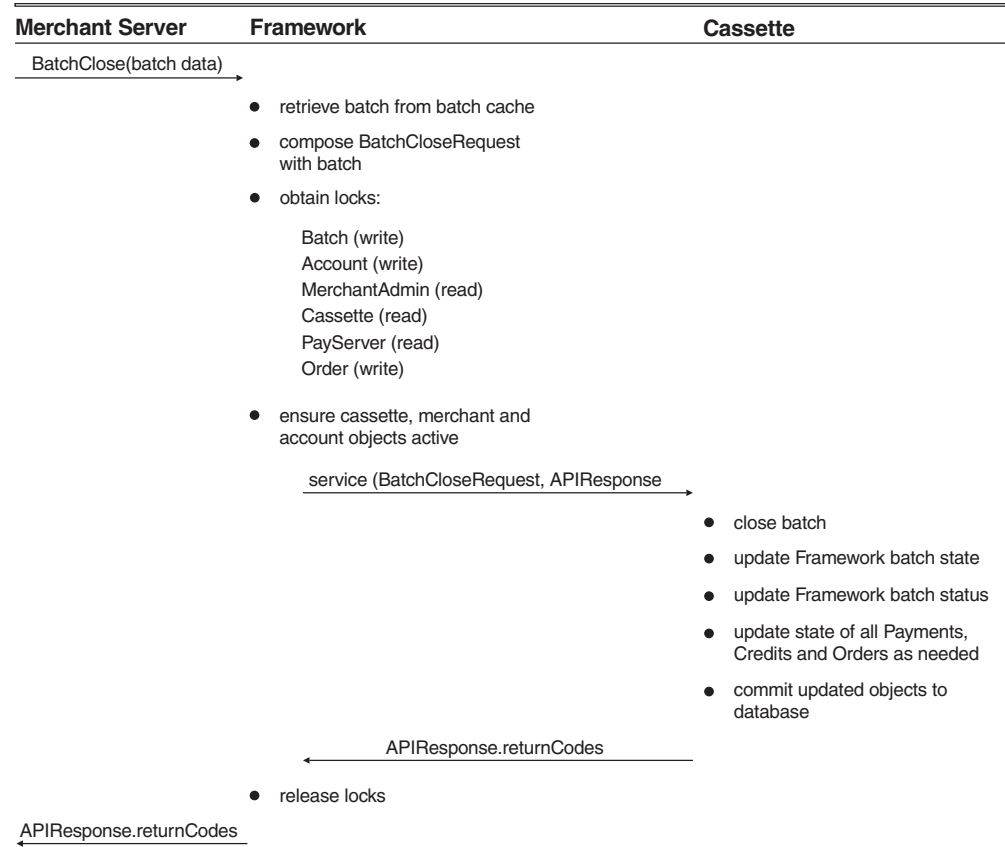 Merchant Server Framework Cassette
BatchClose(batch data)
● retrieve batch from batch cache
● compose BatchCloseRequest
with batch
● obtain locks:
Batch (write)
Account (write)
MerchantAdmin (read)
Cassette (read)
PayServer (read)
Order (write)
● ensure cassette, merchant and
account objects active
service (BatchCloseRequest, APIResponse
● close batch
● update Framework batch state
● update Framework batch status
● update state of all Payments,
Credits and Orders as needed
● commit updated objects to
database
APIResponse.returnCodes
● release locks
APIResponse.returnCodes